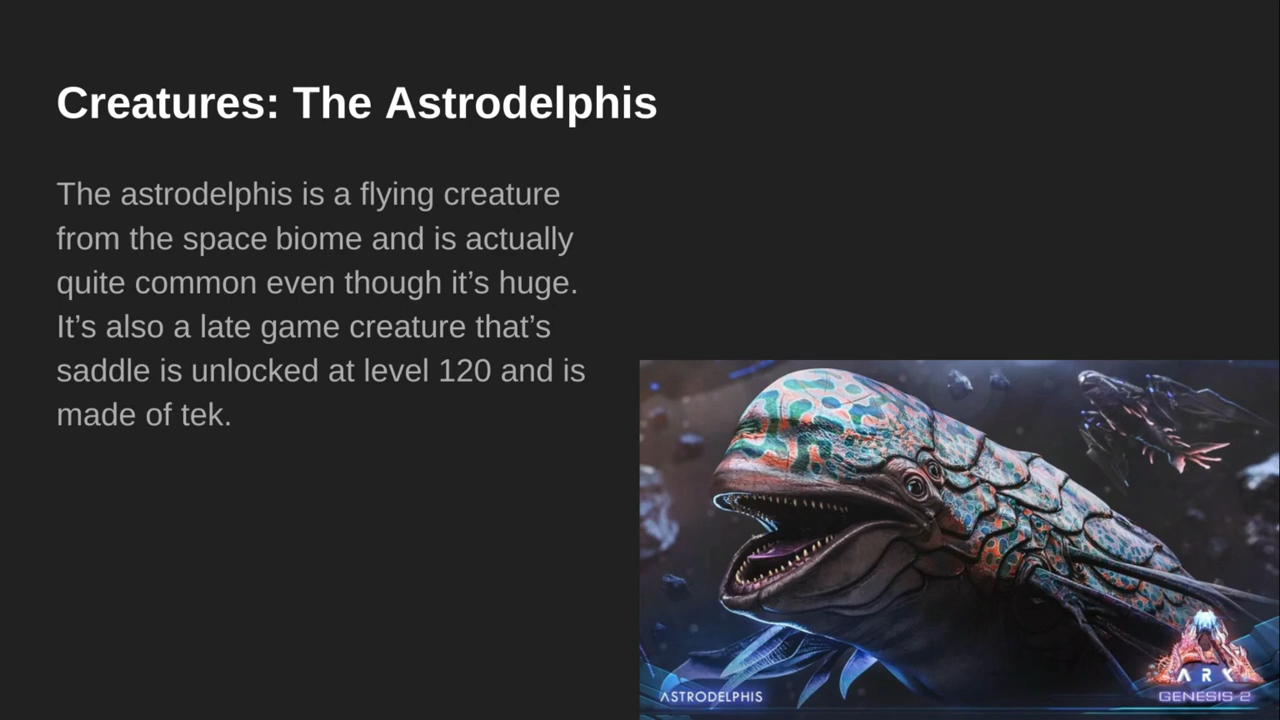 Creatures: The Astrodelphis
The astrodelphis is a flying creature
from the space biome and is actually
quite common even though it’s huge.
It’s also a late game creature that’s
saddle is unlocked at level 120 and is
made of tek.
ASTRODELPHIS
ARK
GENESIS 2